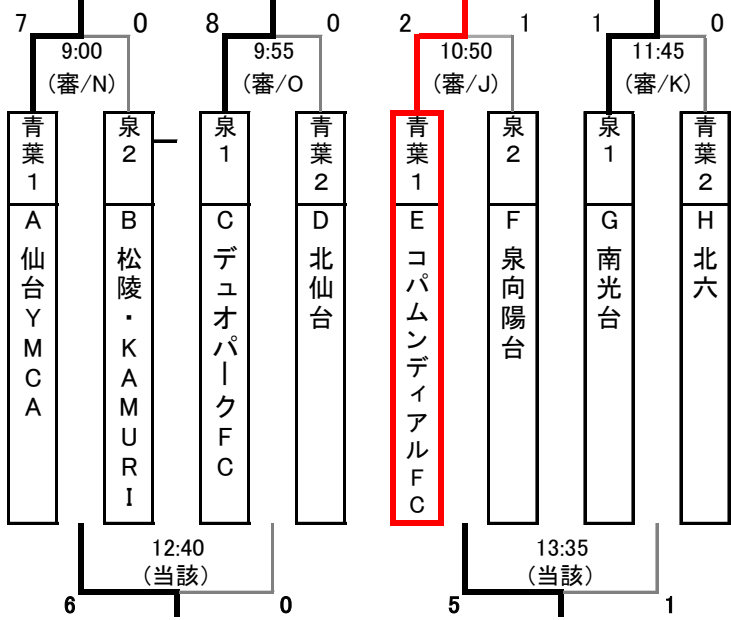 7 0 8 0 2 1 1 0
9:00 9:55 10:50 11:45
（審/N） （審/O （審/J） （審/K）
青葉1 泉2 泉1 青葉2 青葉1 泉2 泉1 青葉2
A 仙台YMCA
B 松陵・KAMURI
C デュオパークFC
D 北仙台
E コパムンディアルFC
F 泉向陽台
G 南光台
H 北六
12:40 13:35
（当該） （当該）
6 0 5 1